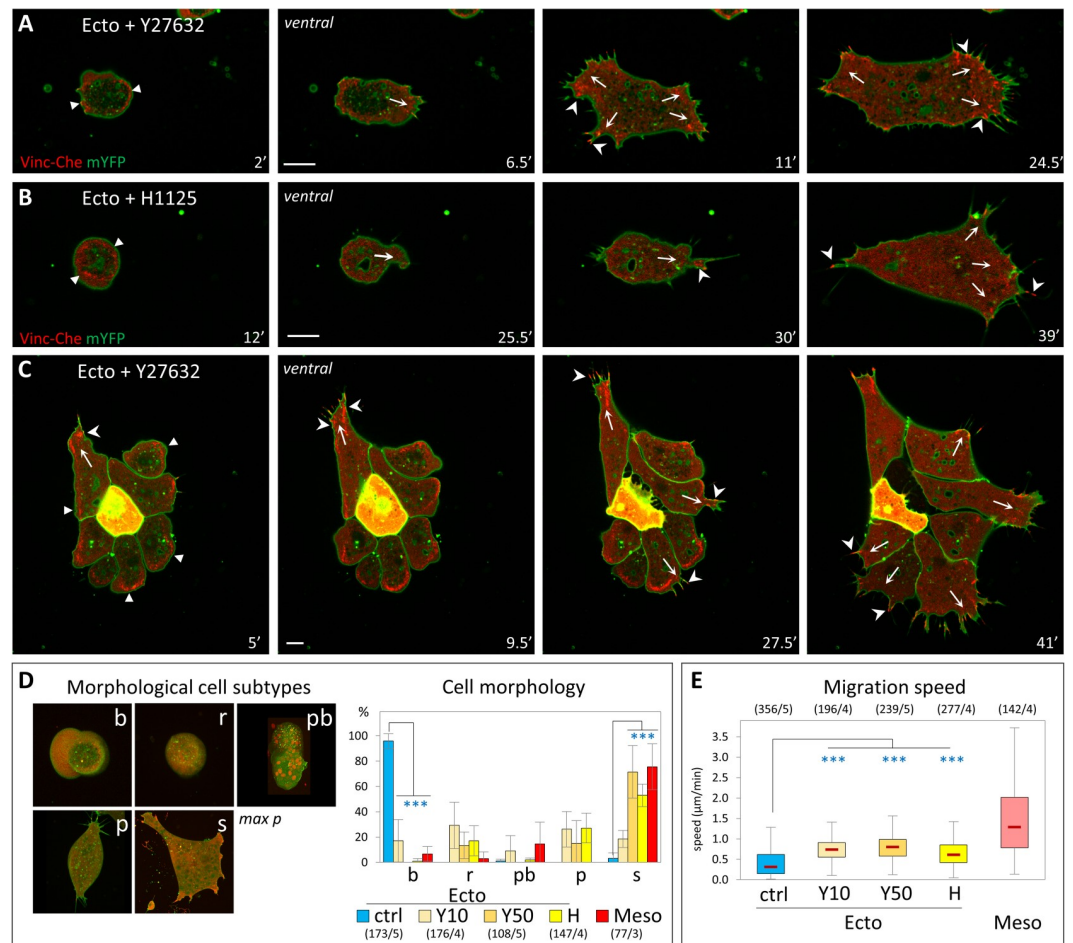 A
Ecto + Y27632
ventral
Vinc-Che mYFP
2’
6.5’
11’
24.5’
B
Ecto + H1125
ventral
Vinc-Che mYFP
12’
25.5’
30’
39’
C
Ecto + Y27632
ventral
5’
9.5’
27.5’
41’
D
Morphological cell subtypes
b
r
pb
p
s
max p
Cell morphology
%
100
80
60
40
20
0
***
***
b r pb p s
Ecto
ctrl Y10 Y50 H Meso
(173/5) (176/4) (108/5) (147/4) (77/3)
E
Migration speed
(356/5) (196/4) (239/5) (277/4) (142/4)
speed (µm/min)
3.5
3.0
2.5
2.0
1.5
1.0
0.5
0.0
*** *** ***
ctrl Y10 Y50 H
Ecto Meso